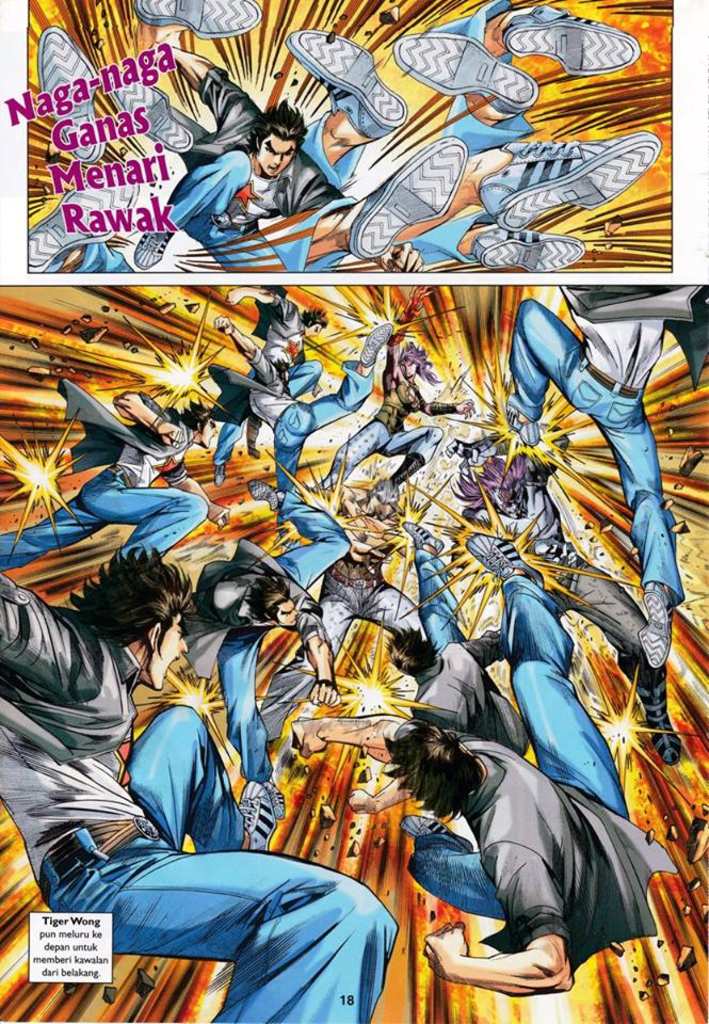 Naga-naga
Ganas
Menari
Rawak
Tiger Wong
pun meluru ke
depan untuk
memberi kawalan
dari belakang.
18